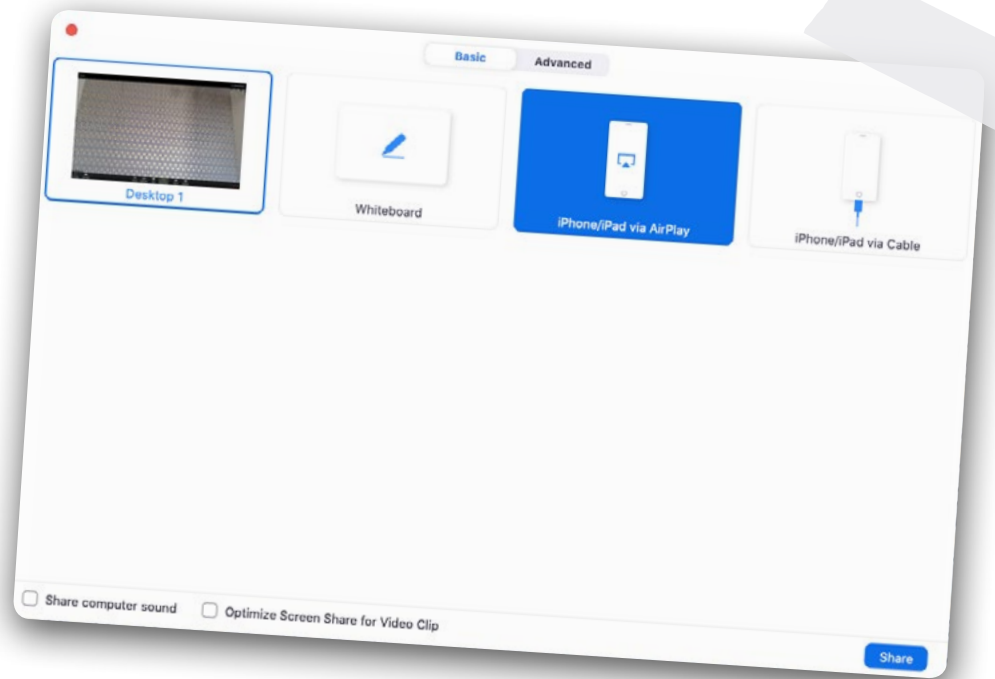 Basic
Advanced
Desktop 1
Whiteboard
iPhone/iPad via AirPlay
iPhone/iPad via Cable
Share computer sound
Optimize Screen Share for Video Clip
Share